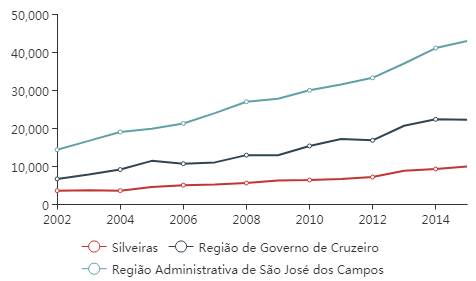 50,000
40,000
30,000
20,000
10,000
0
2002 2004 2006 2008 2010 2012 2014
Silveiras Região de Governo de Cruzeiro
Região Administrativa de São José dos Campos